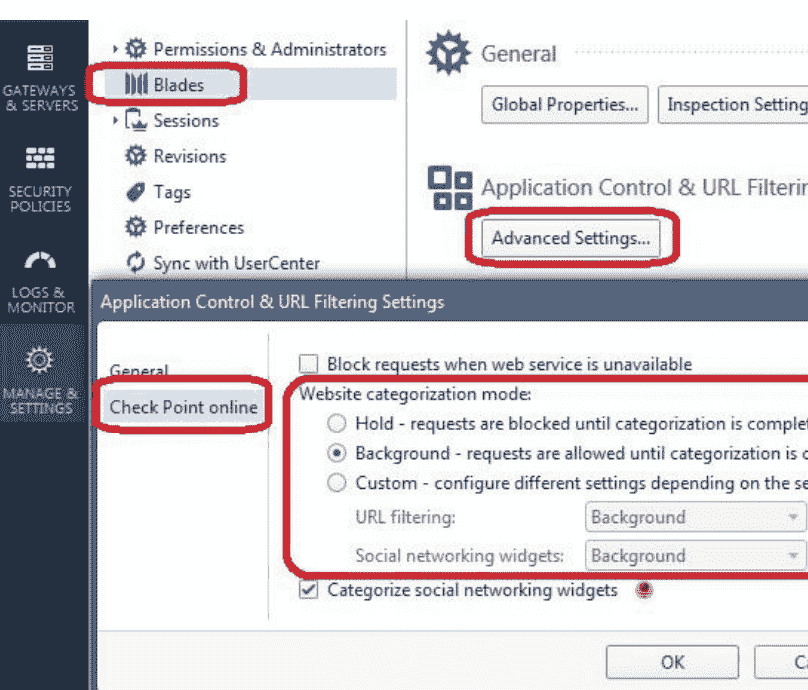 GATEWAYS
& SERVERS
SECURITY
POLICIES
LOGS &
MONITOR
MANAGE &
SETTINGS
Permissions & Administrators
Blades
Sessions
Revisions
Tags
Preferences
Sync with UserCenter
General
Global Properties...
Inspection Setting
Application Control & URL Filterin
Advanced Settings...
Application Control & URL Filtering Settings
General
Check Point online
Block requests when web service is unavailable
Website categorization mode:
Hold - requests are blocked until categorization is complet
Background - requests are allowed until categorization is c
Custom - configure different settings depending on the se
URL filtering: Background
Social networking widgets: Background
Categorize social networking widgets
OK
Ca